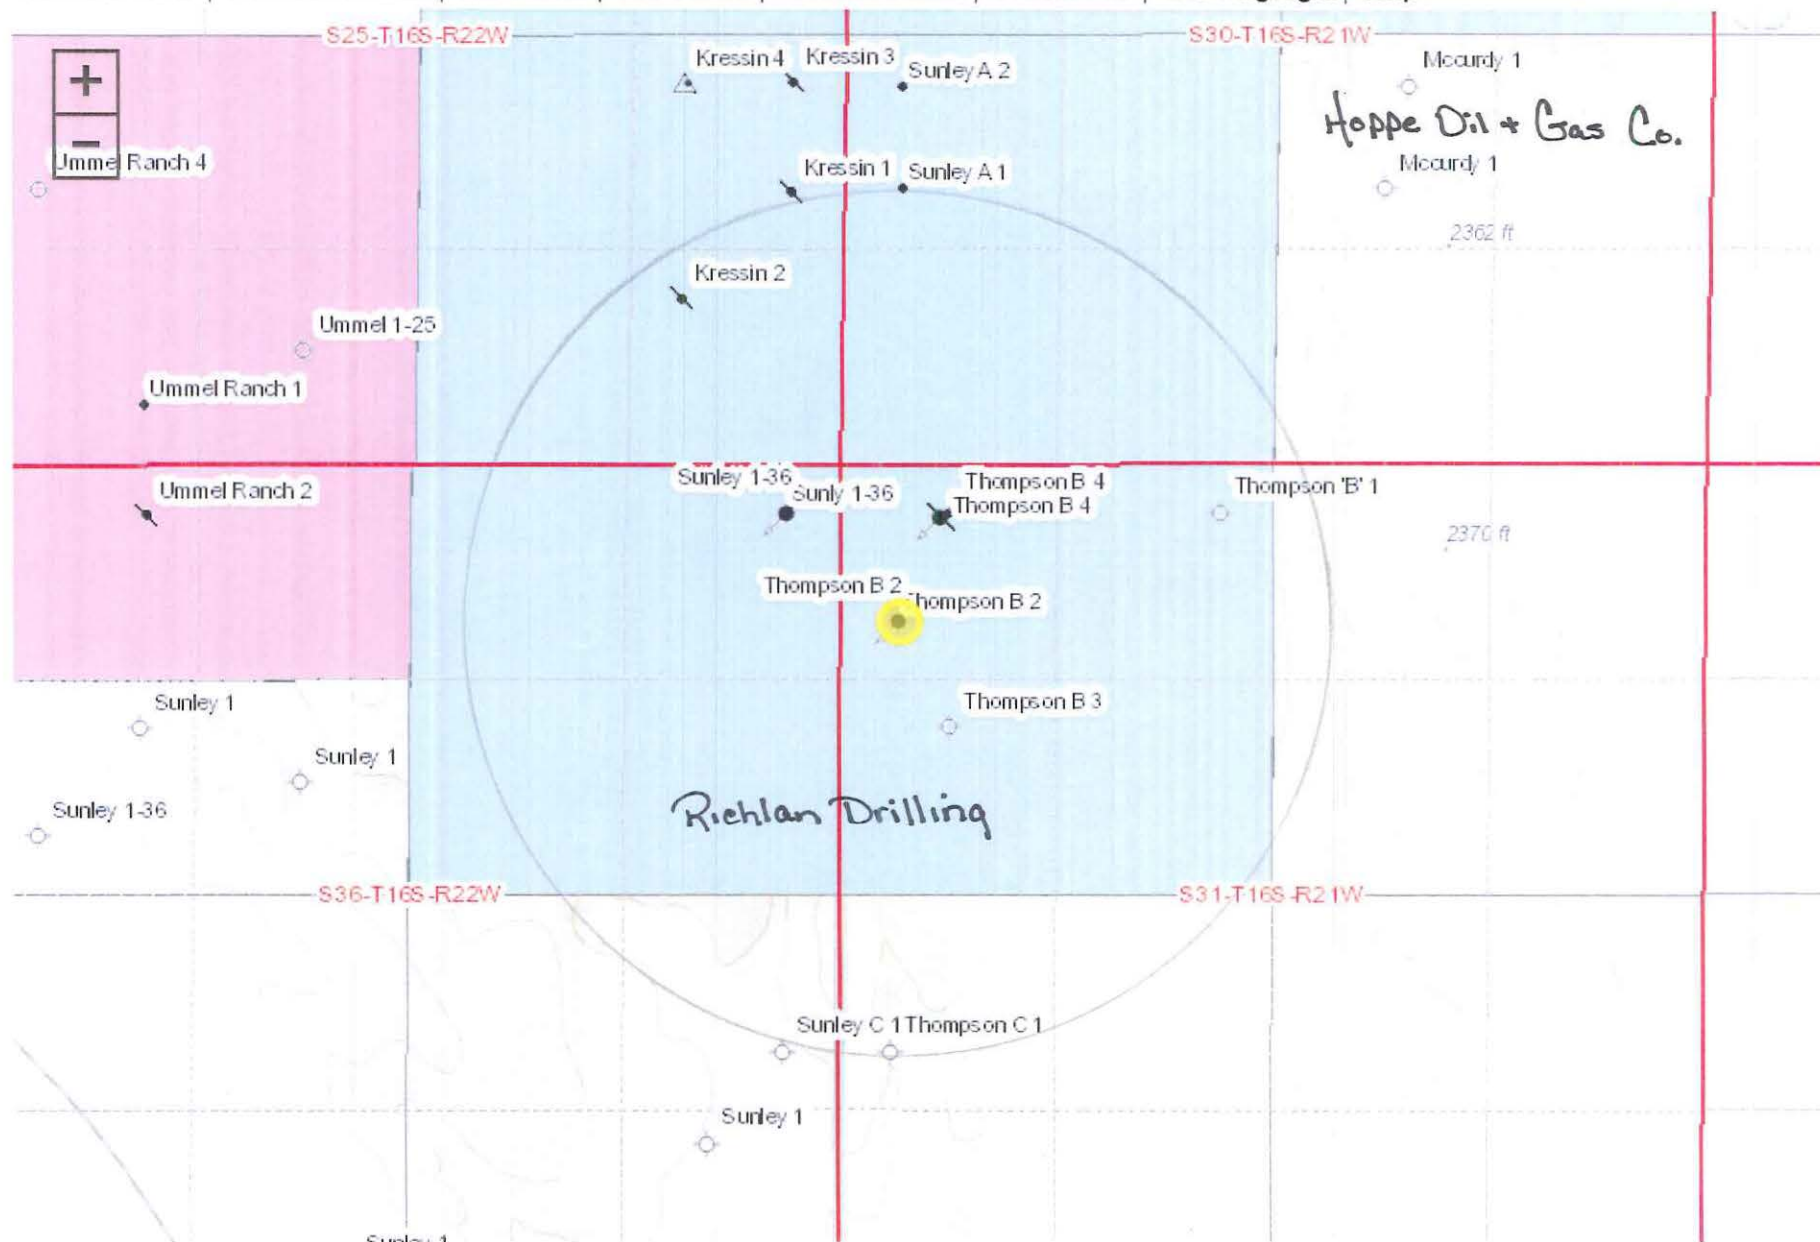 S25-T16S-R22W
S30-T16S-R21W
Kressin 4
Kressin 3
Sunley A 2
Mccurdy 1
+
Hoppe Oil + Gas Co.
−
Ummel Ranch 4
Kressin 1
Sunley A 1
Mccurdy 1
2362 ft
Kressin 2
Ummel 1-25
Ummel Ranch 1
Sunley 1-36
Sunly 1-36
Thompson B 4
Thompson B 4
Thompson 'B' 1
Ummel Ranch 2
2370 ft
Thompson B 2
Thompson B 2
Sunley 1
Thompson B 3
Sunley 1
Sunley 1-36
Richlan Drilling
S36-T16S-R22W
S31-T16S-R21W
Sunley C 1
Thompson C 1
Sunley 1
Sunley 1